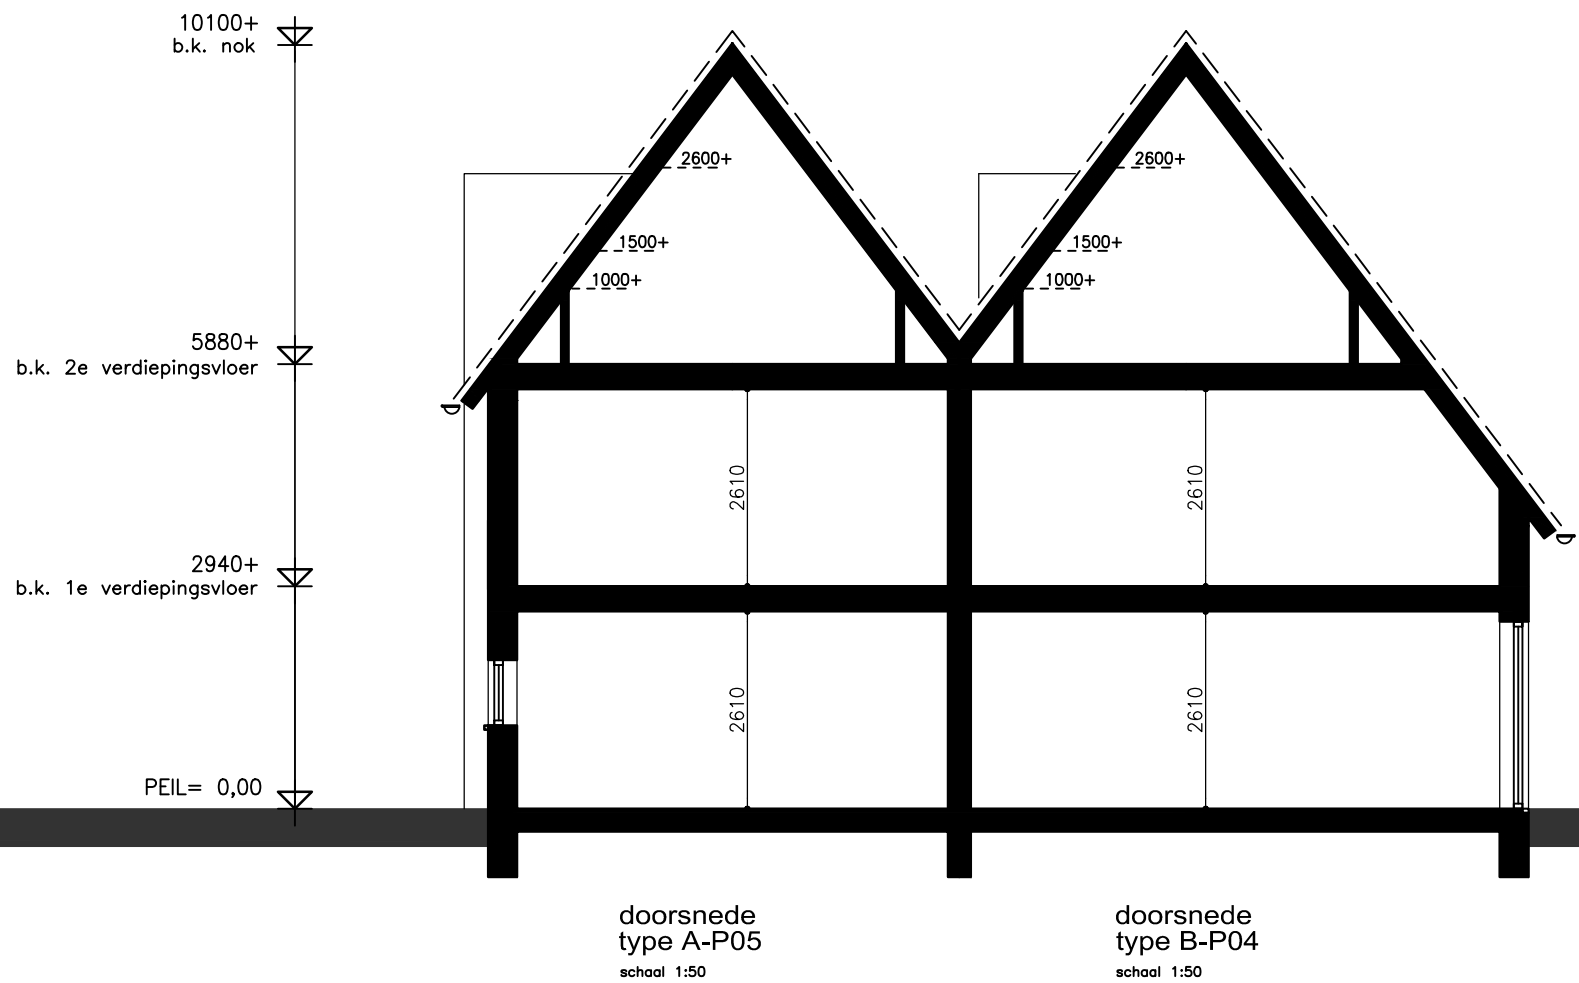 10100+
b.k. nok
2600+
2600+
1500+
1500+
1000+
1000+
5880+
b.k. 2e verdiepingsvloer
2610
2610
2940+
b.k. 1e verdiepingsvloer
2610
2610
PEIL= 0,00
doorsnede
type A-P05
schaal 1:50
doorsnede
type B-P04
schaal 1:50